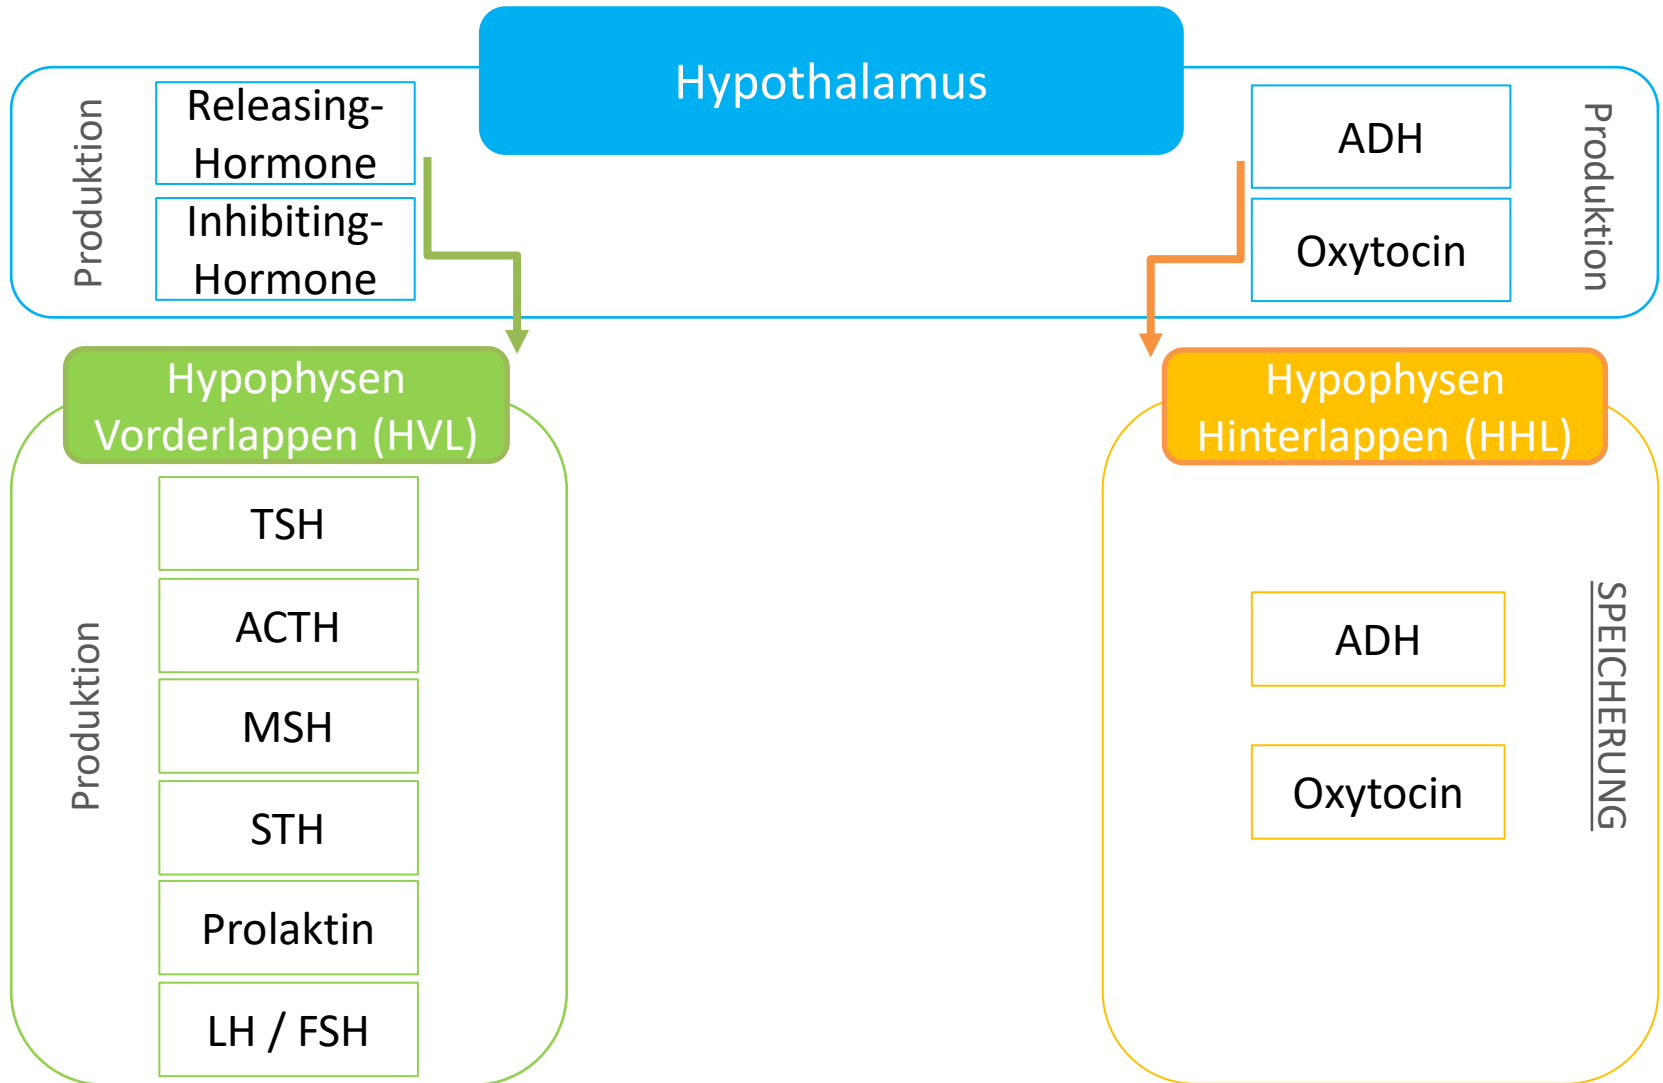 Hypothalamus
Produktion
Releasing-
Hormone
Inhibiting-
Hormone
ADH
Oxytocin
Produktion
Hypophysen
Vorderlappen (HVL)
Produktion
TSH
ACTH
MSH
STH
Prolaktin
LH / FSH
Hypophysen
Hinterlappen (HHL)
ADH
Oxytocin
SPEICHERUNG